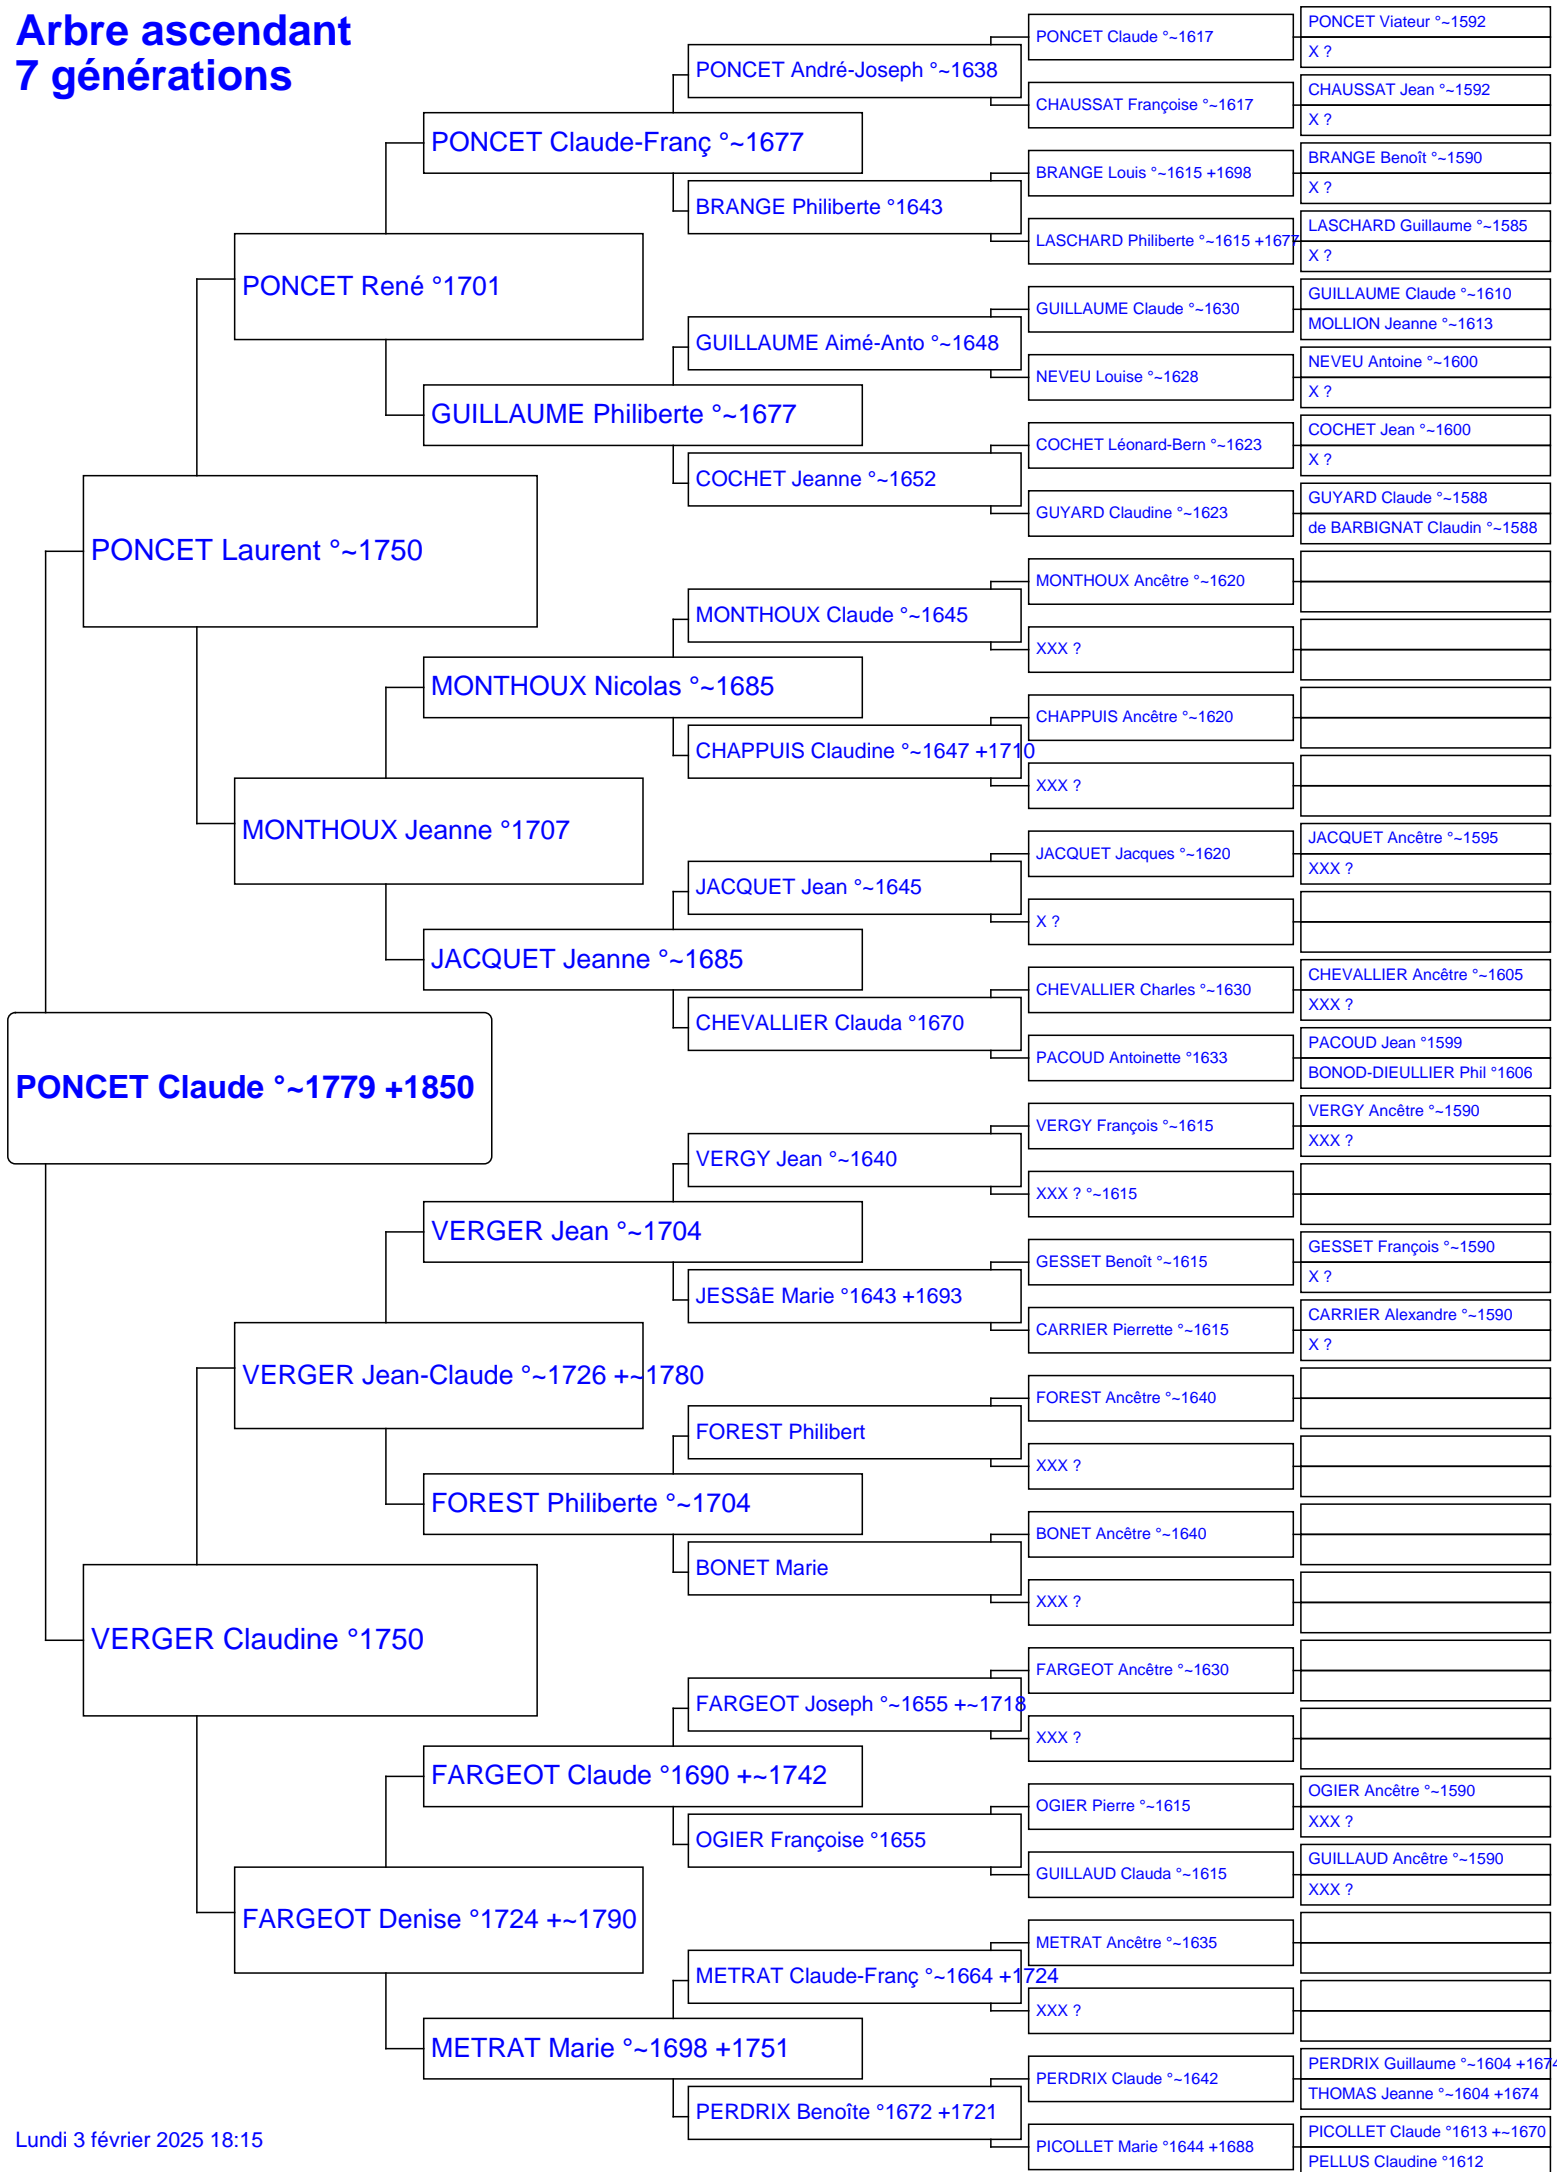 Arbre ascendant
7 générations
PONCET Claude °~1779 +1850
PONCET Laurent °~1750
VERGER Claudine °1750
PONCET René °1701
MONTHOUX Jeanne °1707
VERGER Jean-Claude °~1726 +~1780
FARGEOT Denise °1724 +~1790
PONCET Claude-Franç °~1677
GUILLAUME Philiberte °~1677
MONTHOUX Nicolas °~1685
JACQUET Jeanne °~1685
VERGER Jean °~1704
FOREST Philiberte °~1704
FARGEOT Claude °1690 +~1742
METRAT Marie °~1698 +1751
PONCET André-Joseph °~1638
BRANGE Philiberte °1643
GUILLAUME Aimé-Anto °~1648
COCHET Jeanne °~1652
MONTHOUX Claude °~1645
CHAPPUIS Claudine °~1647 +1710
JACQUET Jean °~1645
CHEVALLIER Clauda °1670
VERGY Jean °~1640
JESSâE Marie °1643 +1693
FOREST Philibert
BONET Marie
FARGEOT Joseph °~1655 +~1718
OGIER Françoise °1655
METRAT Claude-Franç °~1664 +1724
PERDRIX Benoîte °1672 +1721
PONCET Claude °~1617
CHAUSSAT Françoise °~1617
BRANGE Louis °~1615 +1698
LASCHARD Philiberte °~1615 +1677
GUILLAUME Claude °~1630
NEVEU Louise °~1628
COCHET Léonard-Bern °~1623
GUYARD Claudine °~1623
MONTHOUX Ancêtre °~1620
XXX ?
CHAPPUIS Ancêtre °~1620
XXX ?
JACQUET Jacques °~1620
X ?
CHEVALLIER Charles °~1630
PACOUD Antoinette °1633
VERGY François °~1615
XXX ? °~1615
GESSET Benoît °~1615
CARRIER Pierrette °~1615
FOREST Ancêtre °~1640
XXX ?
BONET Ancêtre °~1640
XXX ?
FARGEOT Ancêtre °~1630
XXX ?
OGIER Pierre °~1615
GUILLAUD Clauda °~1615
METRAT Ancêtre °~1635
XXX ?
PERDRIX Claude °~1642
PICOLLET Marie °1644 +1688
PONCET Viateur °~1592
X ?
CHAUSSAT Jean °~1592
X ?
BRANGE Benoît °~1590
X ?
LASCHARD Guillaume °~1585
X ?
GUILLAUME Claude °~1610
MOLLION Jeanne °~1613
NEVEU Antoine °~1600
X ?
COCHET Jean °~1600
X ?
GUYARD Claude °~1588
de BARBIGNAT Claudin °~1588
JACQUET Ancêtre °~1595
XXX ?
CHEVALLIER Ancêtre °~1605
XXX ?
PACOUD Jean °1599
BONOD-DIEULLIER Phil °1606
VERGY Ancêtre °~1590
XXX ?
GESSET François °~1590
X ?
CARRIER Alexandre °~1590
X ?
OGIER Ancêtre °~1590
XXX ?
GUILLAUD Ancêtre °~1590
XXX ?
PERDRIX Guillaume °~1604 +1674
THOMAS Jeanne °~1604 +1674
PICOLLET Claude °1613 +~1670
PELLUS Claudine °1612
Lundi 3 février 2025 18:15